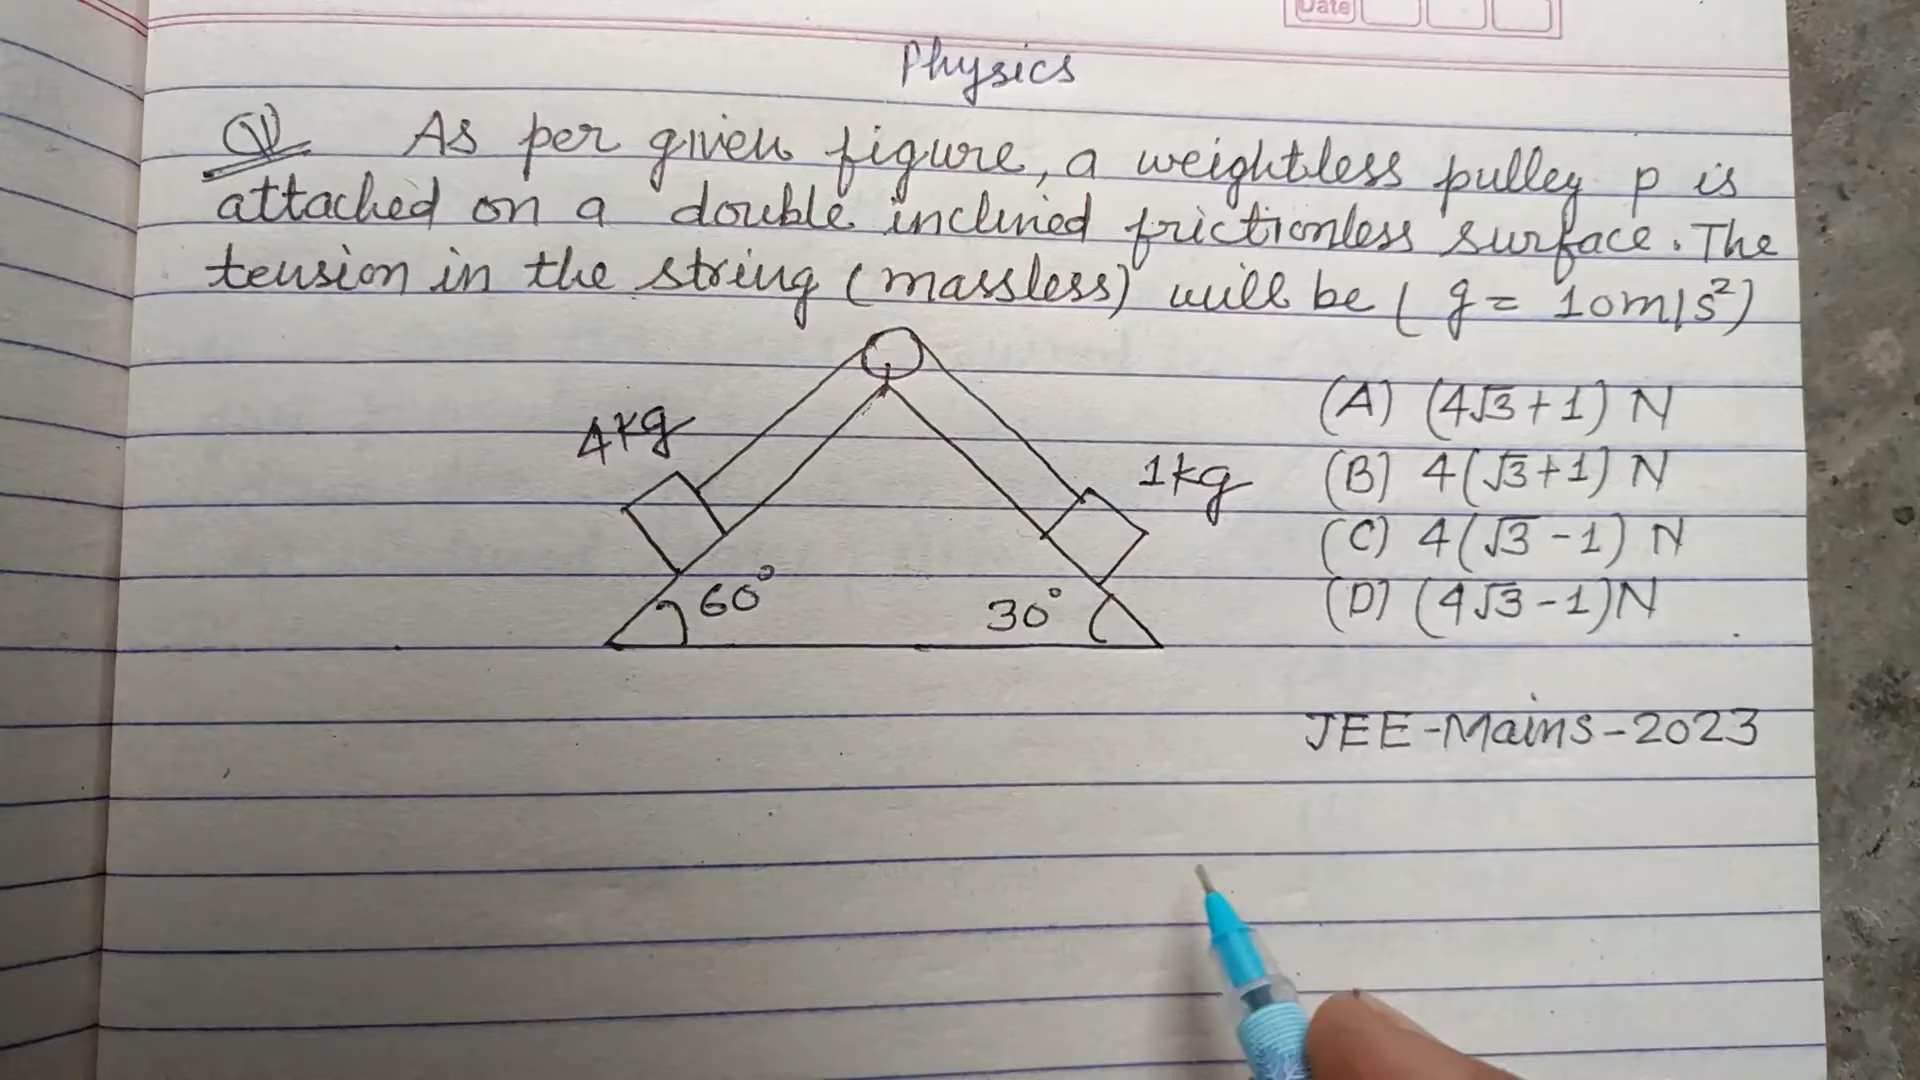 Date
Physics
Q1 As per given figure, a weightless pulley p is
attached on a double inclined frictionless surface. The
tension in the string (massless) will be ( g = 10m/s²)
4kg
1kg
60°
30°
(A) (4√3+1) N
(B) 4(√3+1) N
(C) 4(√3-1) N
(D) (4√3-1)N
JEE-Mains-2023